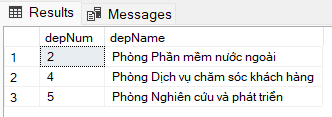 Results Messages
depNum depName
1 2 Phòng Phần mềm nước ngoài
2 4 Phòng Dịch vụ chăm sóc khách hàng
3 5 Phòng Nghiên cứu và phát triển